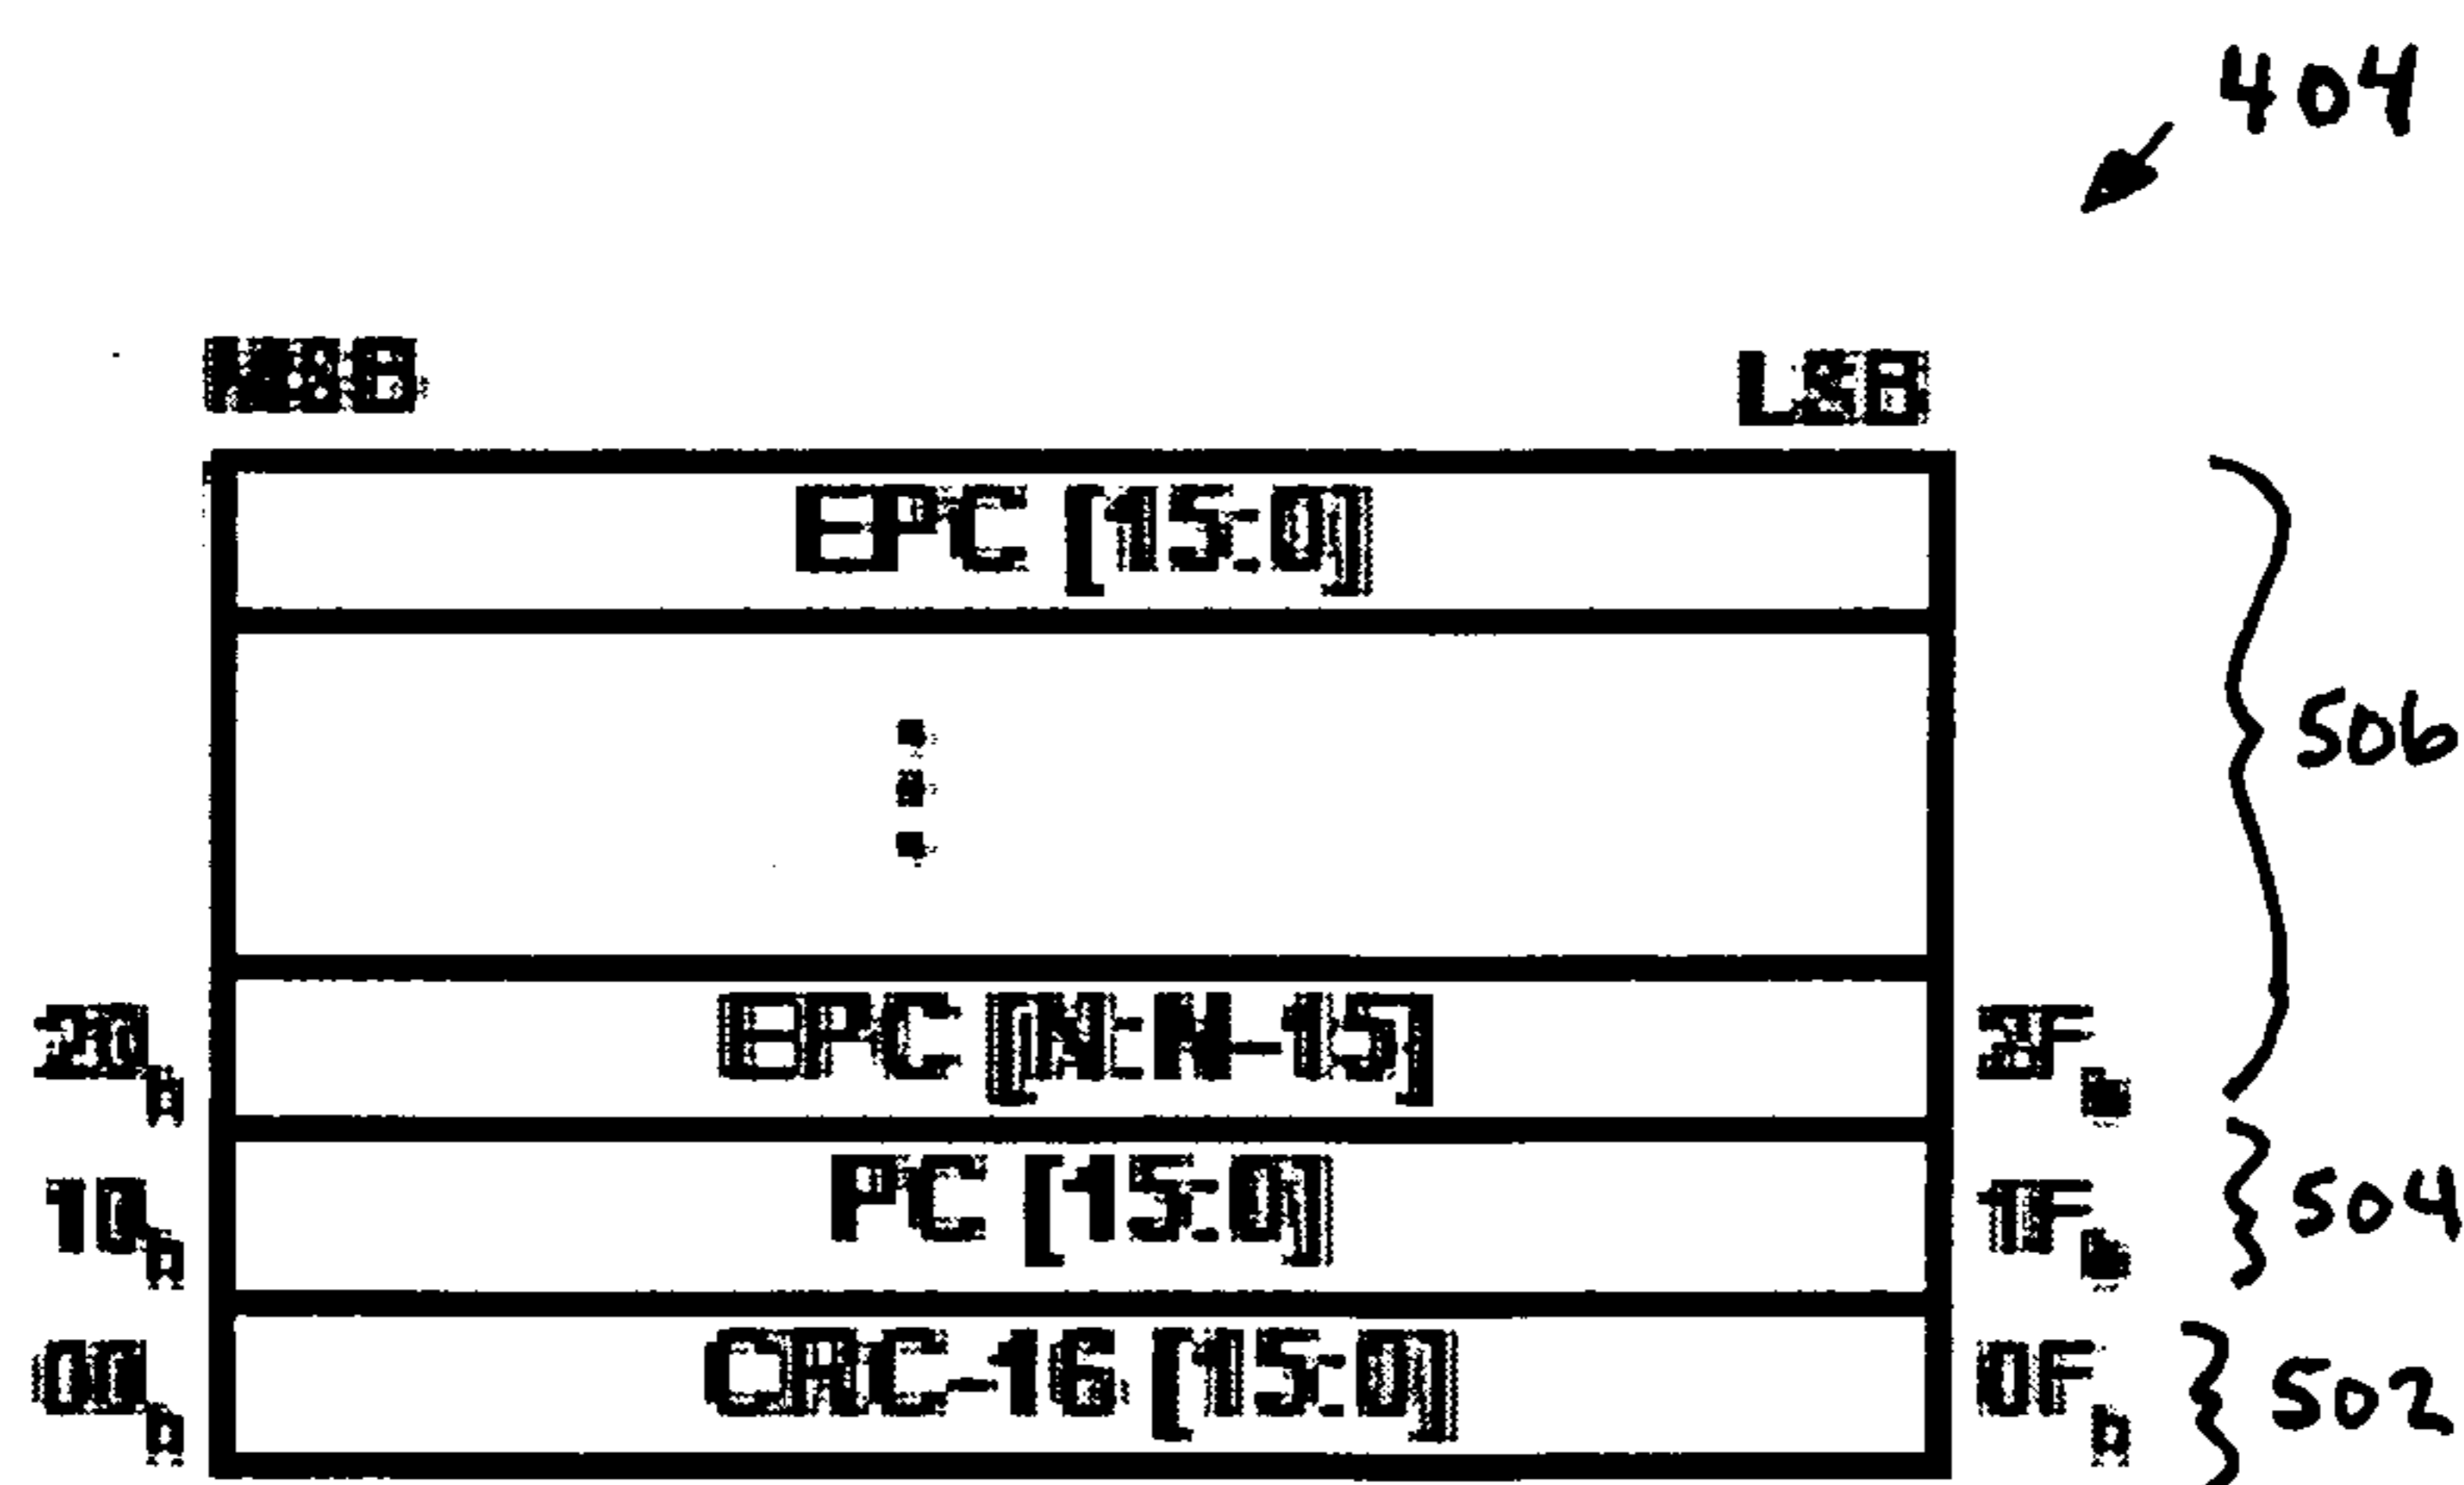 404
MSB LSB
EPC [15:0]
506
20h EPC [N:N-15] 2Fh
10h PC [15:0] 1Fh 504
00h CRC-16 [15:0] 0Fh 502